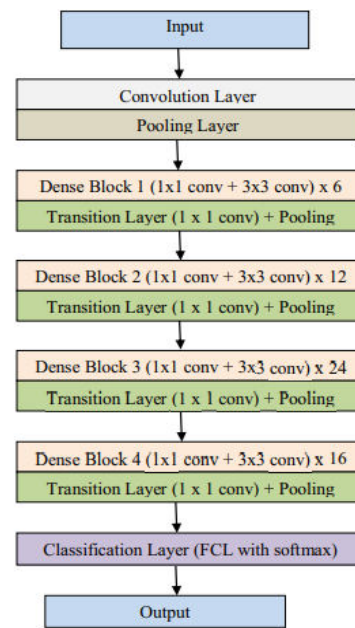 Input
Convolution Layer
Pooling Layer
Dense Block 1 (1x1 conv + 3x3 conv) x 6
Transition Layer (1 x 1 conv) + Pooling
Dense Block 2 (1x1 conv + 3x3 conv) x 12
Transition Layer (1 x 1 conv) + Pooling
Dense Block 3 (1x1 conv + 3x3 conv) x 24
Transition Layer (1 x 1 conv) + Pooling
Dense Block 4 (1x1 conv + 3x3 conv) x 16
Transition Layer (1 x 1 conv) + Pooling
Classification Layer (FCL with softmax)
Output